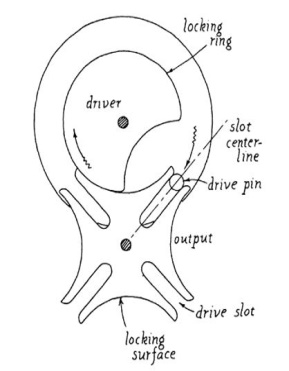 locking
ring
driver
slot
center-
line
drive pin
output
drive slot
locking
surface